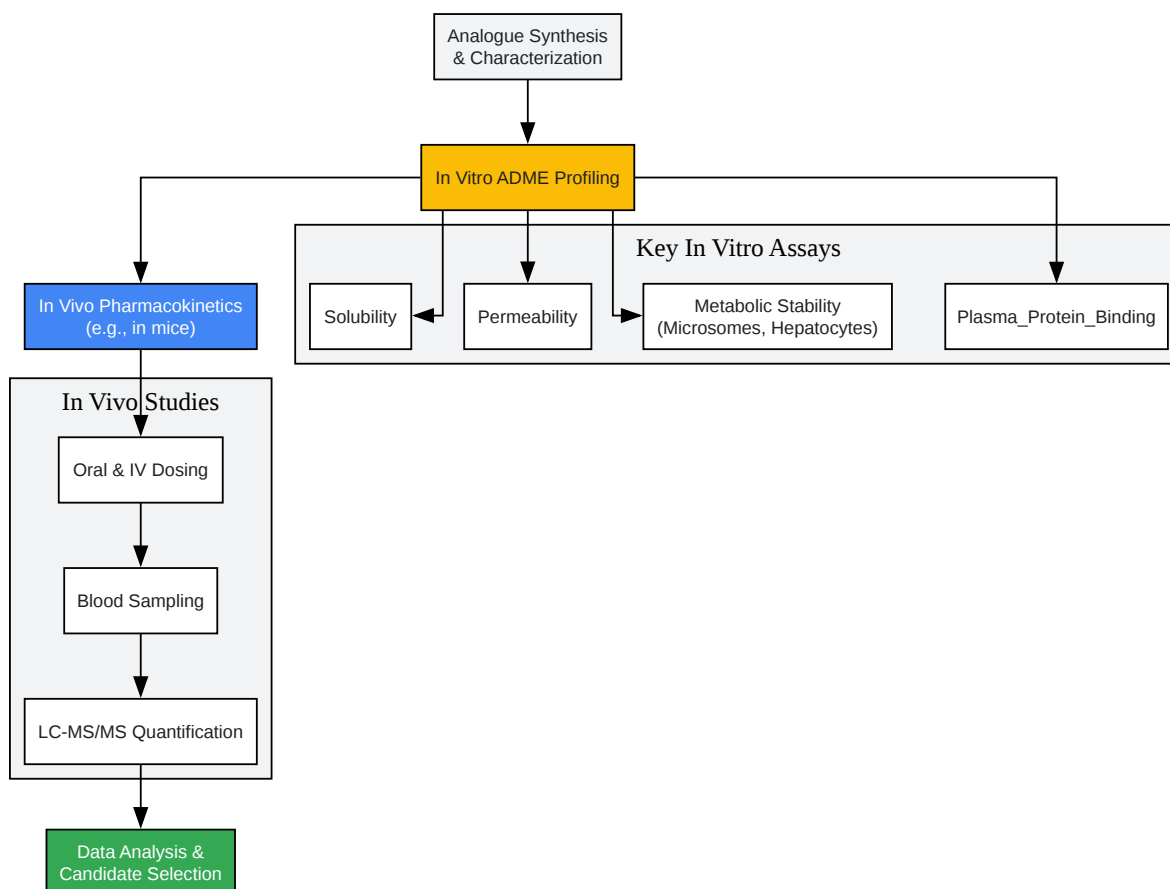 Analogue Synthesis
& Characterization
In Vitro ADME Profiling
Key In Vitro Assays
In Vivo Pharmacokinetics
(e.g., in mice)
Solubility
Permeability
Metabolic Stability
(Microsomes, Hepatocytes)
Plasma_Protein_Binding
In Vivo Studies
Oral & IV Dosing
Blood Sampling
LC-MS/MS Quantification
Data Analysis &
Candidate Selection